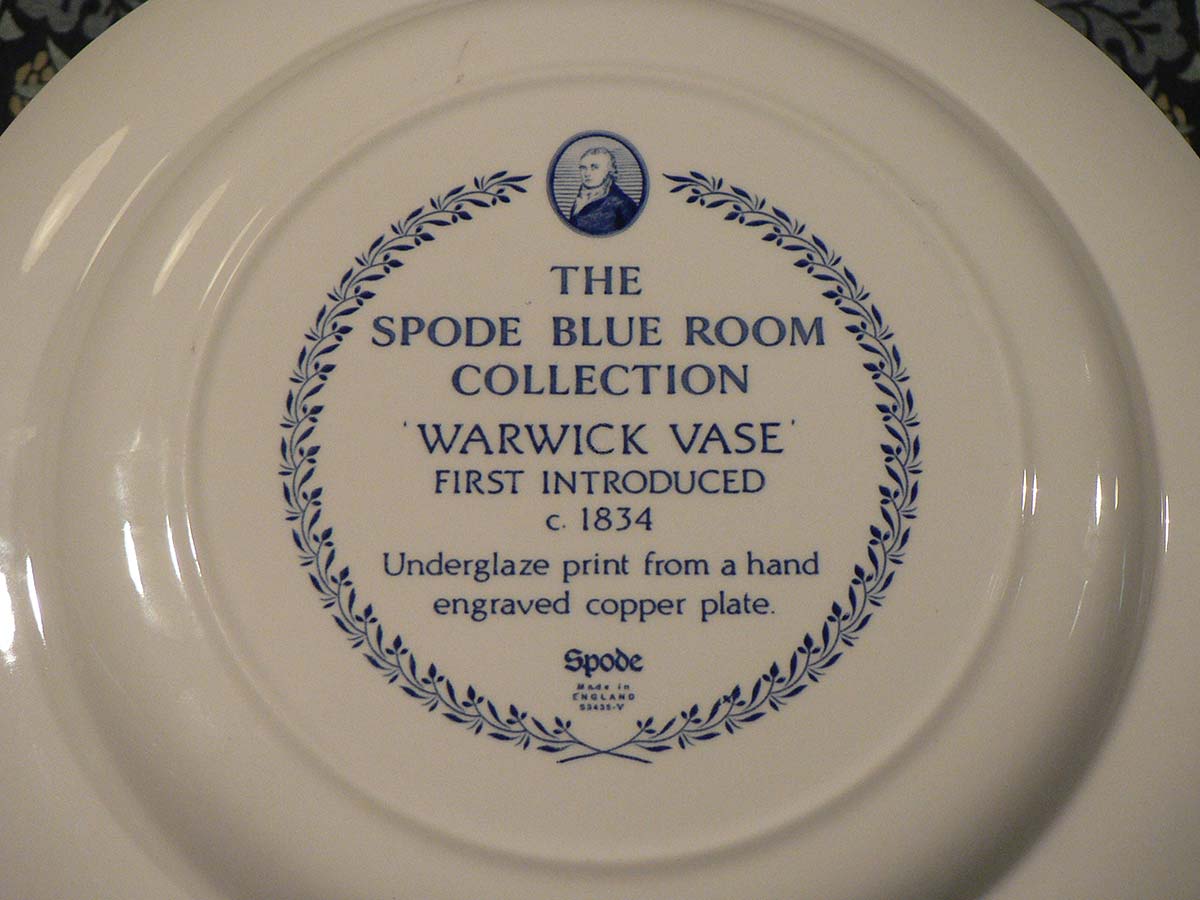 THE
SPODE BLUE ROOM
COLLECTION
'WARWICK VASE'
FIRST INTRODUCED
c. 1834
Underglaze print from a hand
engraved copper plate.
Spode
Made in
ENGLAND
S3435-V